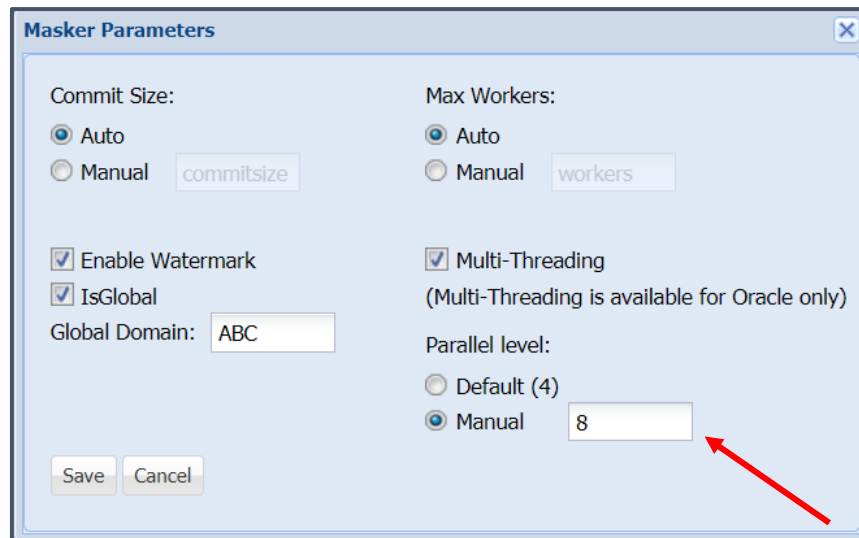 Masker Parameters
Commit Size:
Auto
Manual commitsize
Enable Watermark
IsGlobal
Global Domain: ABC
Max Workers:
Auto
Manual workers
Multi-Threading
(Multi-Threading is available for Oracle only)
Parallel level:
Default (4)
Manual 8
Save Cancel